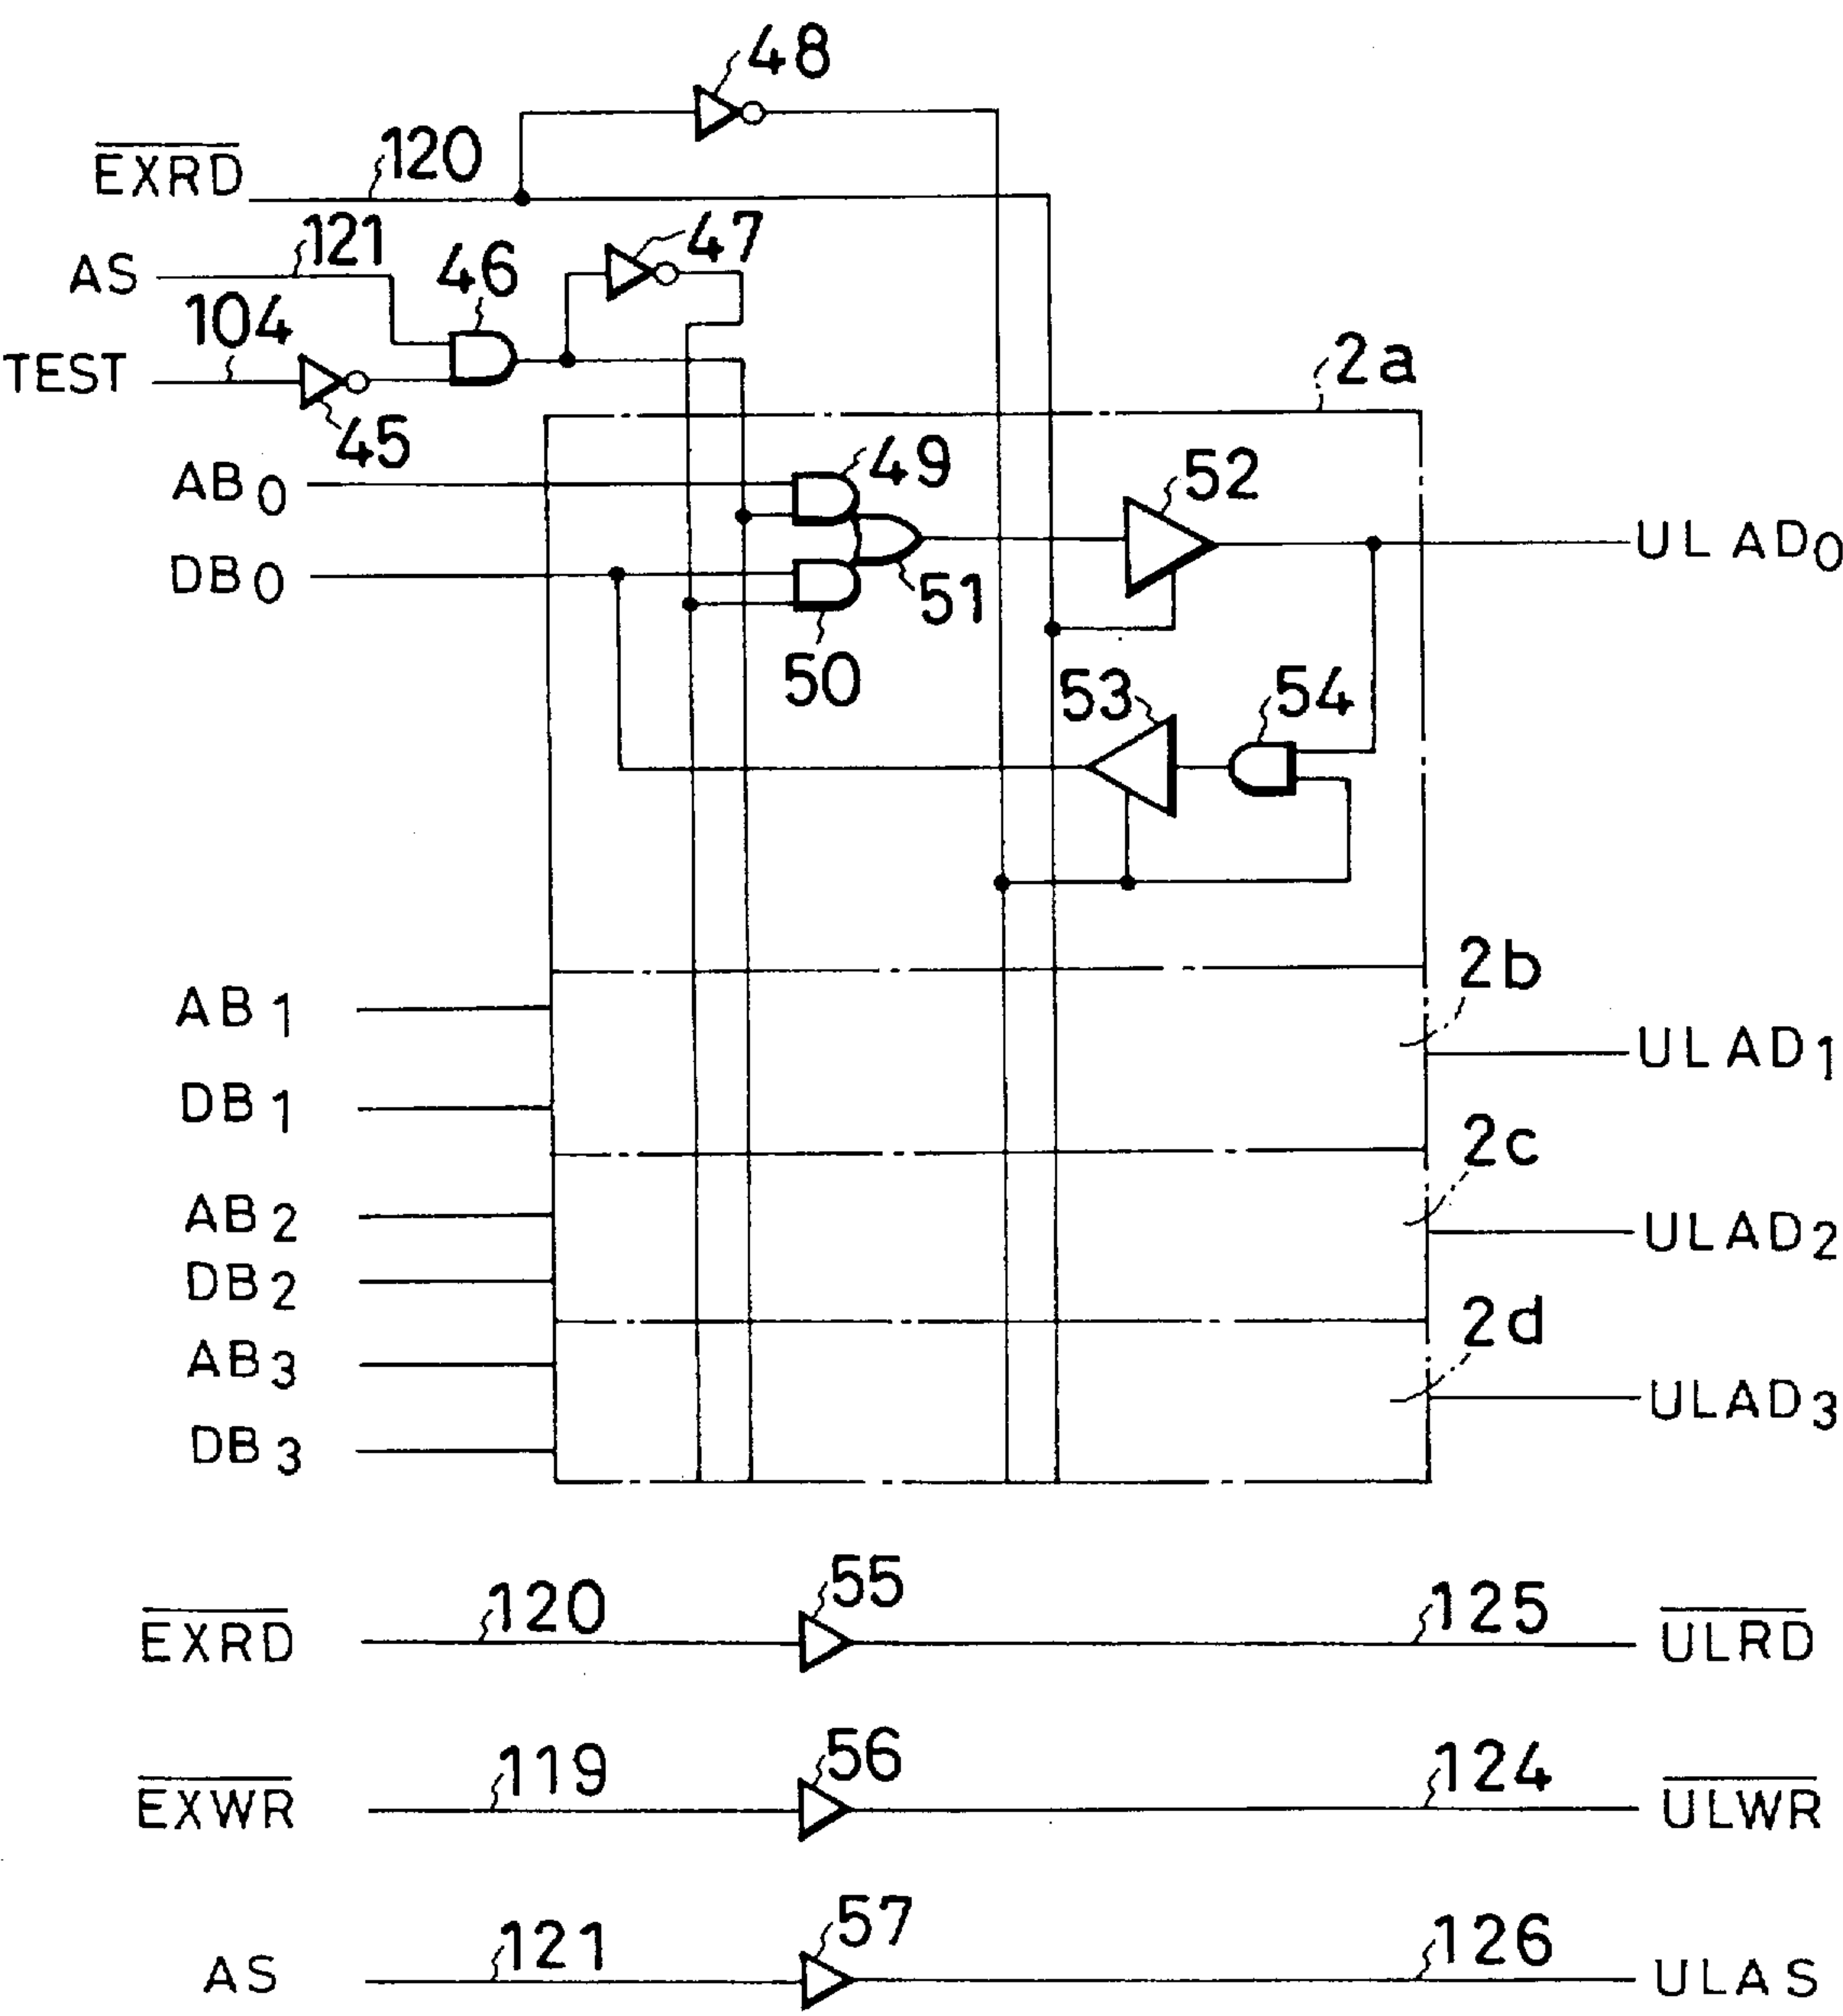 48
EXRD 120
121 47
AS 46
104
TEST 2a
45
AB0 49 52 ULAD0
DB0 51
50 53 54
2b
AB1 ULAD1
DB1
2c
AB2 ULAD2
DB2
2d
AB3 ULAD3
DB3
EXRD 120 55 125 ULRD
EXWR 119 56 124 ULWR
AS 121 57 126 ULAS